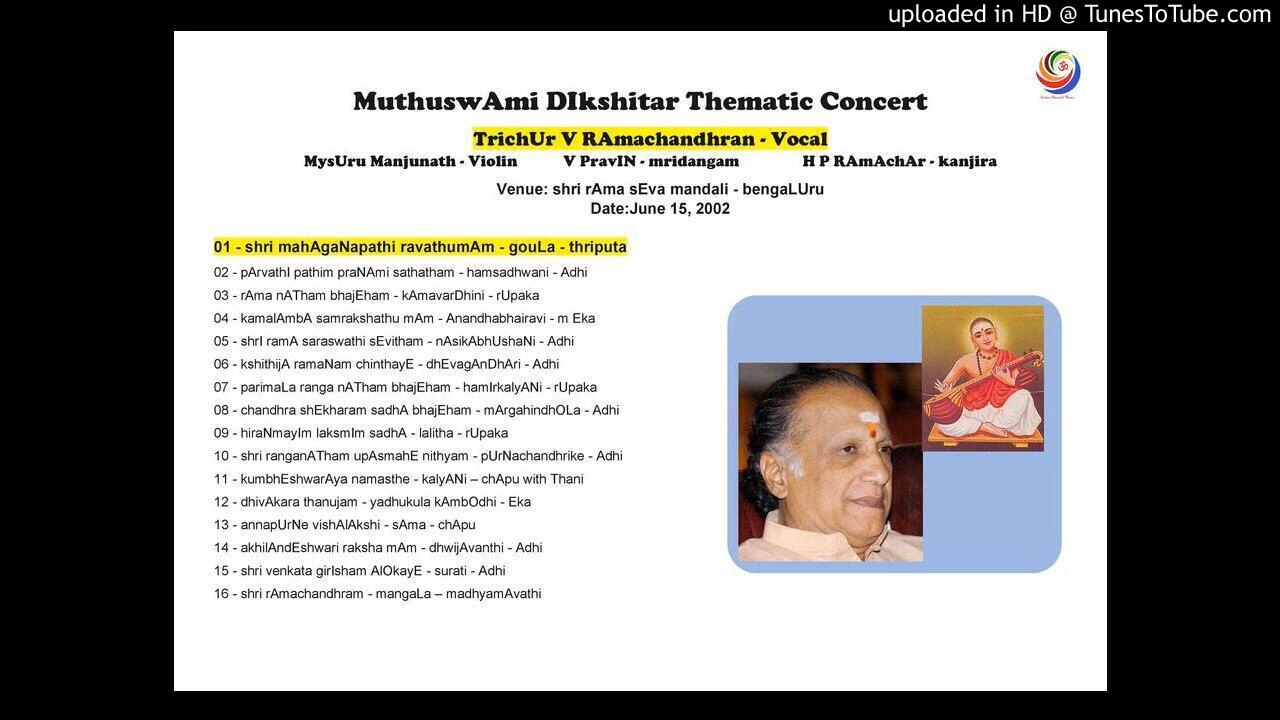 uploaded in HD @ TunesToTube.com
MuthuswAmi DIkshitar Thematic Concert
TrichUr V RAmachandhran - Vocal
MysUru Manjunath - Violin V PravIN - mridangam H P RAmAchAr - kanjira
Venue: shri rAma sEva mandali - bengaLUru
Date:June 15, 2002
01 - shri mahAgaNapathi ravathumAm - gouLa - thriputa
02 - pArvathI pathim praNAmi sathatham - hamsadhwani - Adhi
03 - rAma nATham bhajEham - kAmavarDhini - rUpaka
04 - kamalAmbA samrakshathu mAm - Anandhabhairavi - m Eka
05 - shrI ramA saraswathi sEvitham - nAsikAbhUshaNi - Adhi
06 - kshithijA ramaNam chinthayE - dhEvagAnDhAri - Adhi
07 - parimaLa ranga nATham bhajEham - hamIrkalyANi - rUpaka
08 - chandhra shEkharam sadhA bhajEham - mArgahindhOLa - Adhi
09 - hiraNmayIm laksmIm sadhA - lalitha - rUpaka
10 - shri ranganATham upAsmahE nithyam - pUrNachandhrike - Adhi
11 - kumbhEshwarAya namasthe - kalyANi – chApu with Thani
12 - dhivAkara thanujam - yadhukula kAmbOdhi - Eka
13 - annapUrNe vishAlAkshi - sAma - chApu
14 - akhilAndEshwari raksha mAm - dhwijAvanthi - Adhi
15 - shri venkata girIsham AlOkayE - surati - Adhi
16 - shri rAmachandhram - mangaLa – madhyamAvathi